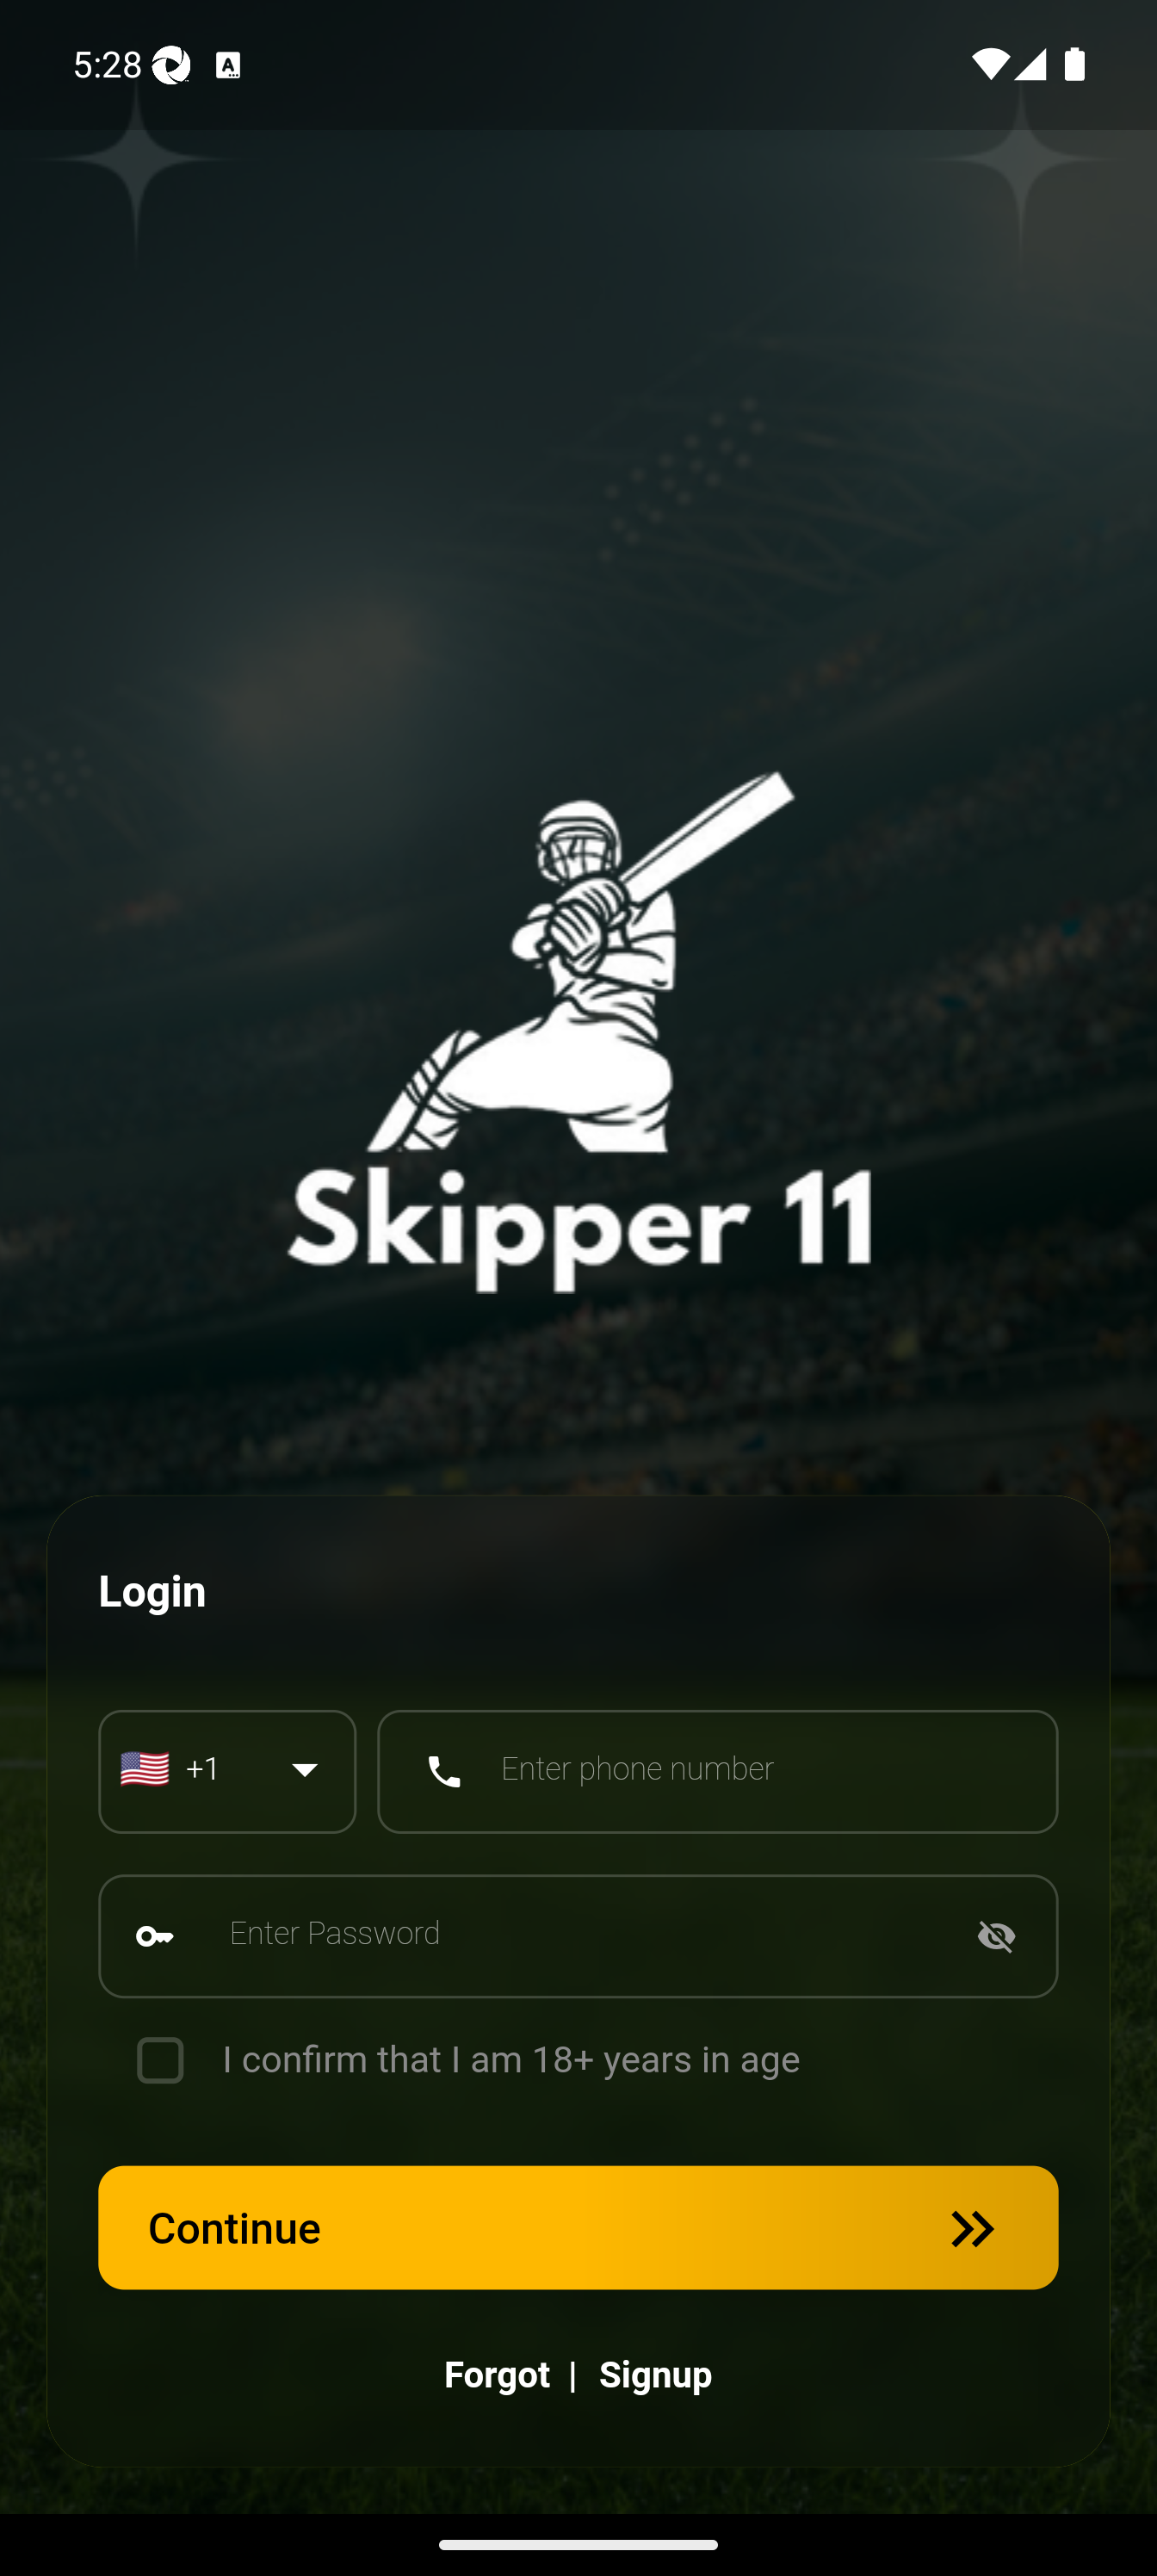 5:28
Skipper 11
Login
🇺🇸 +1
Enter phone number
Enter Password
I confirm that I am 18+ years in age
Continue
Forgot | Signup